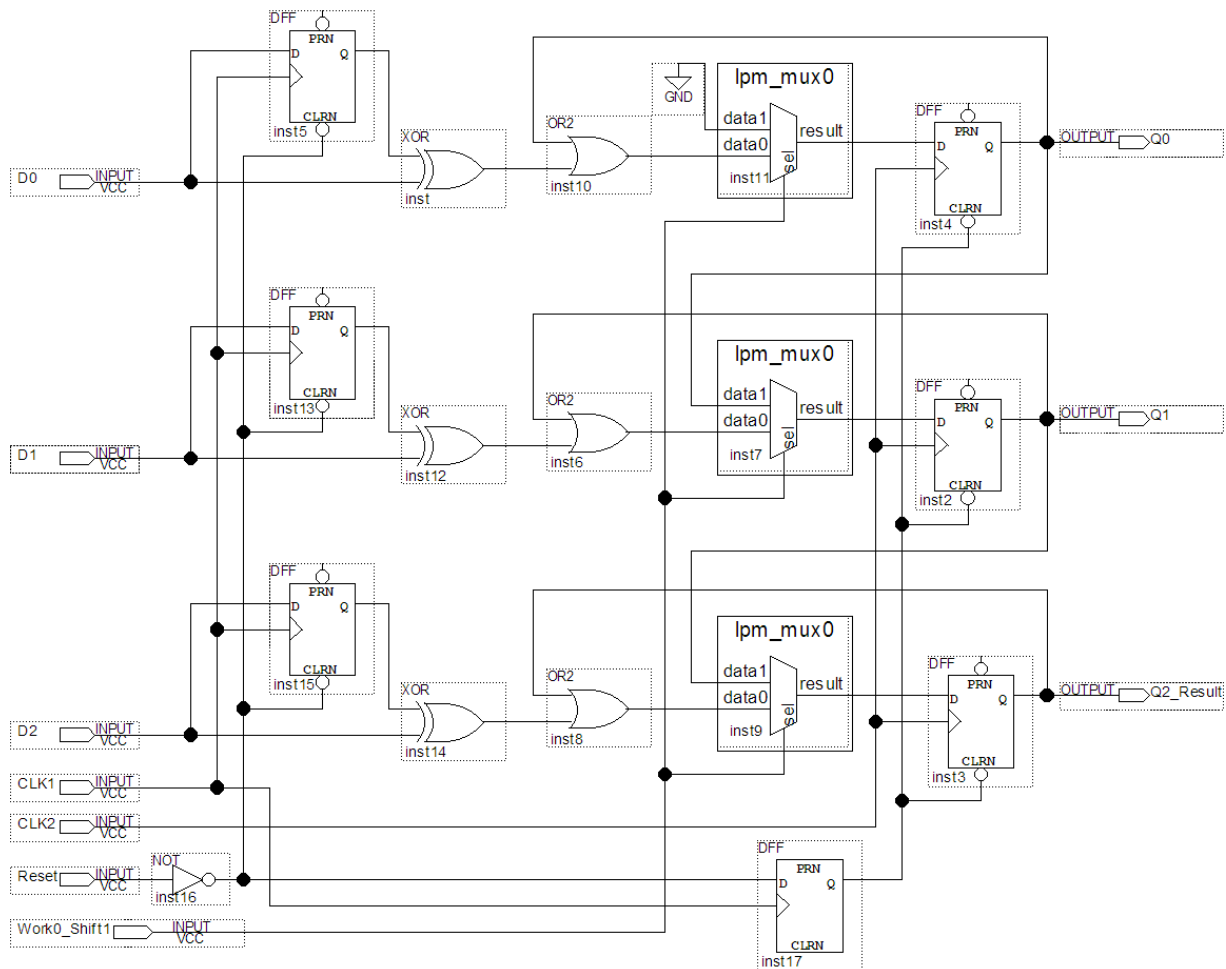 DFF
PRN
D
Q
CLRN
inst5
D0
INPUT
VCC
XOR
inst
OR2
inst10
GND
lpm_mux0
data1
data0
result
sel
inst11
DFF
PRN
D
Q
CLRN
inst4
OUTPUT
Q0
DFF
PRN
D
Q
CLRN
inst13
D1
INPUT
VCC
XOR
inst12
OR2
inst6
lpm_mux0
data1
data0
result
sel
inst7
DFF
PRN
D
Q
CLRN
inst2
OUTPUT
Q1
DFF
PRN
D
Q
CLRN
inst15
D2
INPUT
VCC
XOR
inst14
OR2
inst8
lpm_mux0
data1
data0
result
sel
inst9
DFF
PRN
D
Q
CLRN
inst3
OUTPUT
Q2_Result
CLK1
INPUT
VCC
CLK2
INPUT
VCC
Reset
INPUT
VCC
NOT
inst16
DFF
PRN
D
Q
CLRN
inst17
Work0_Shift1
INPUT
VCC